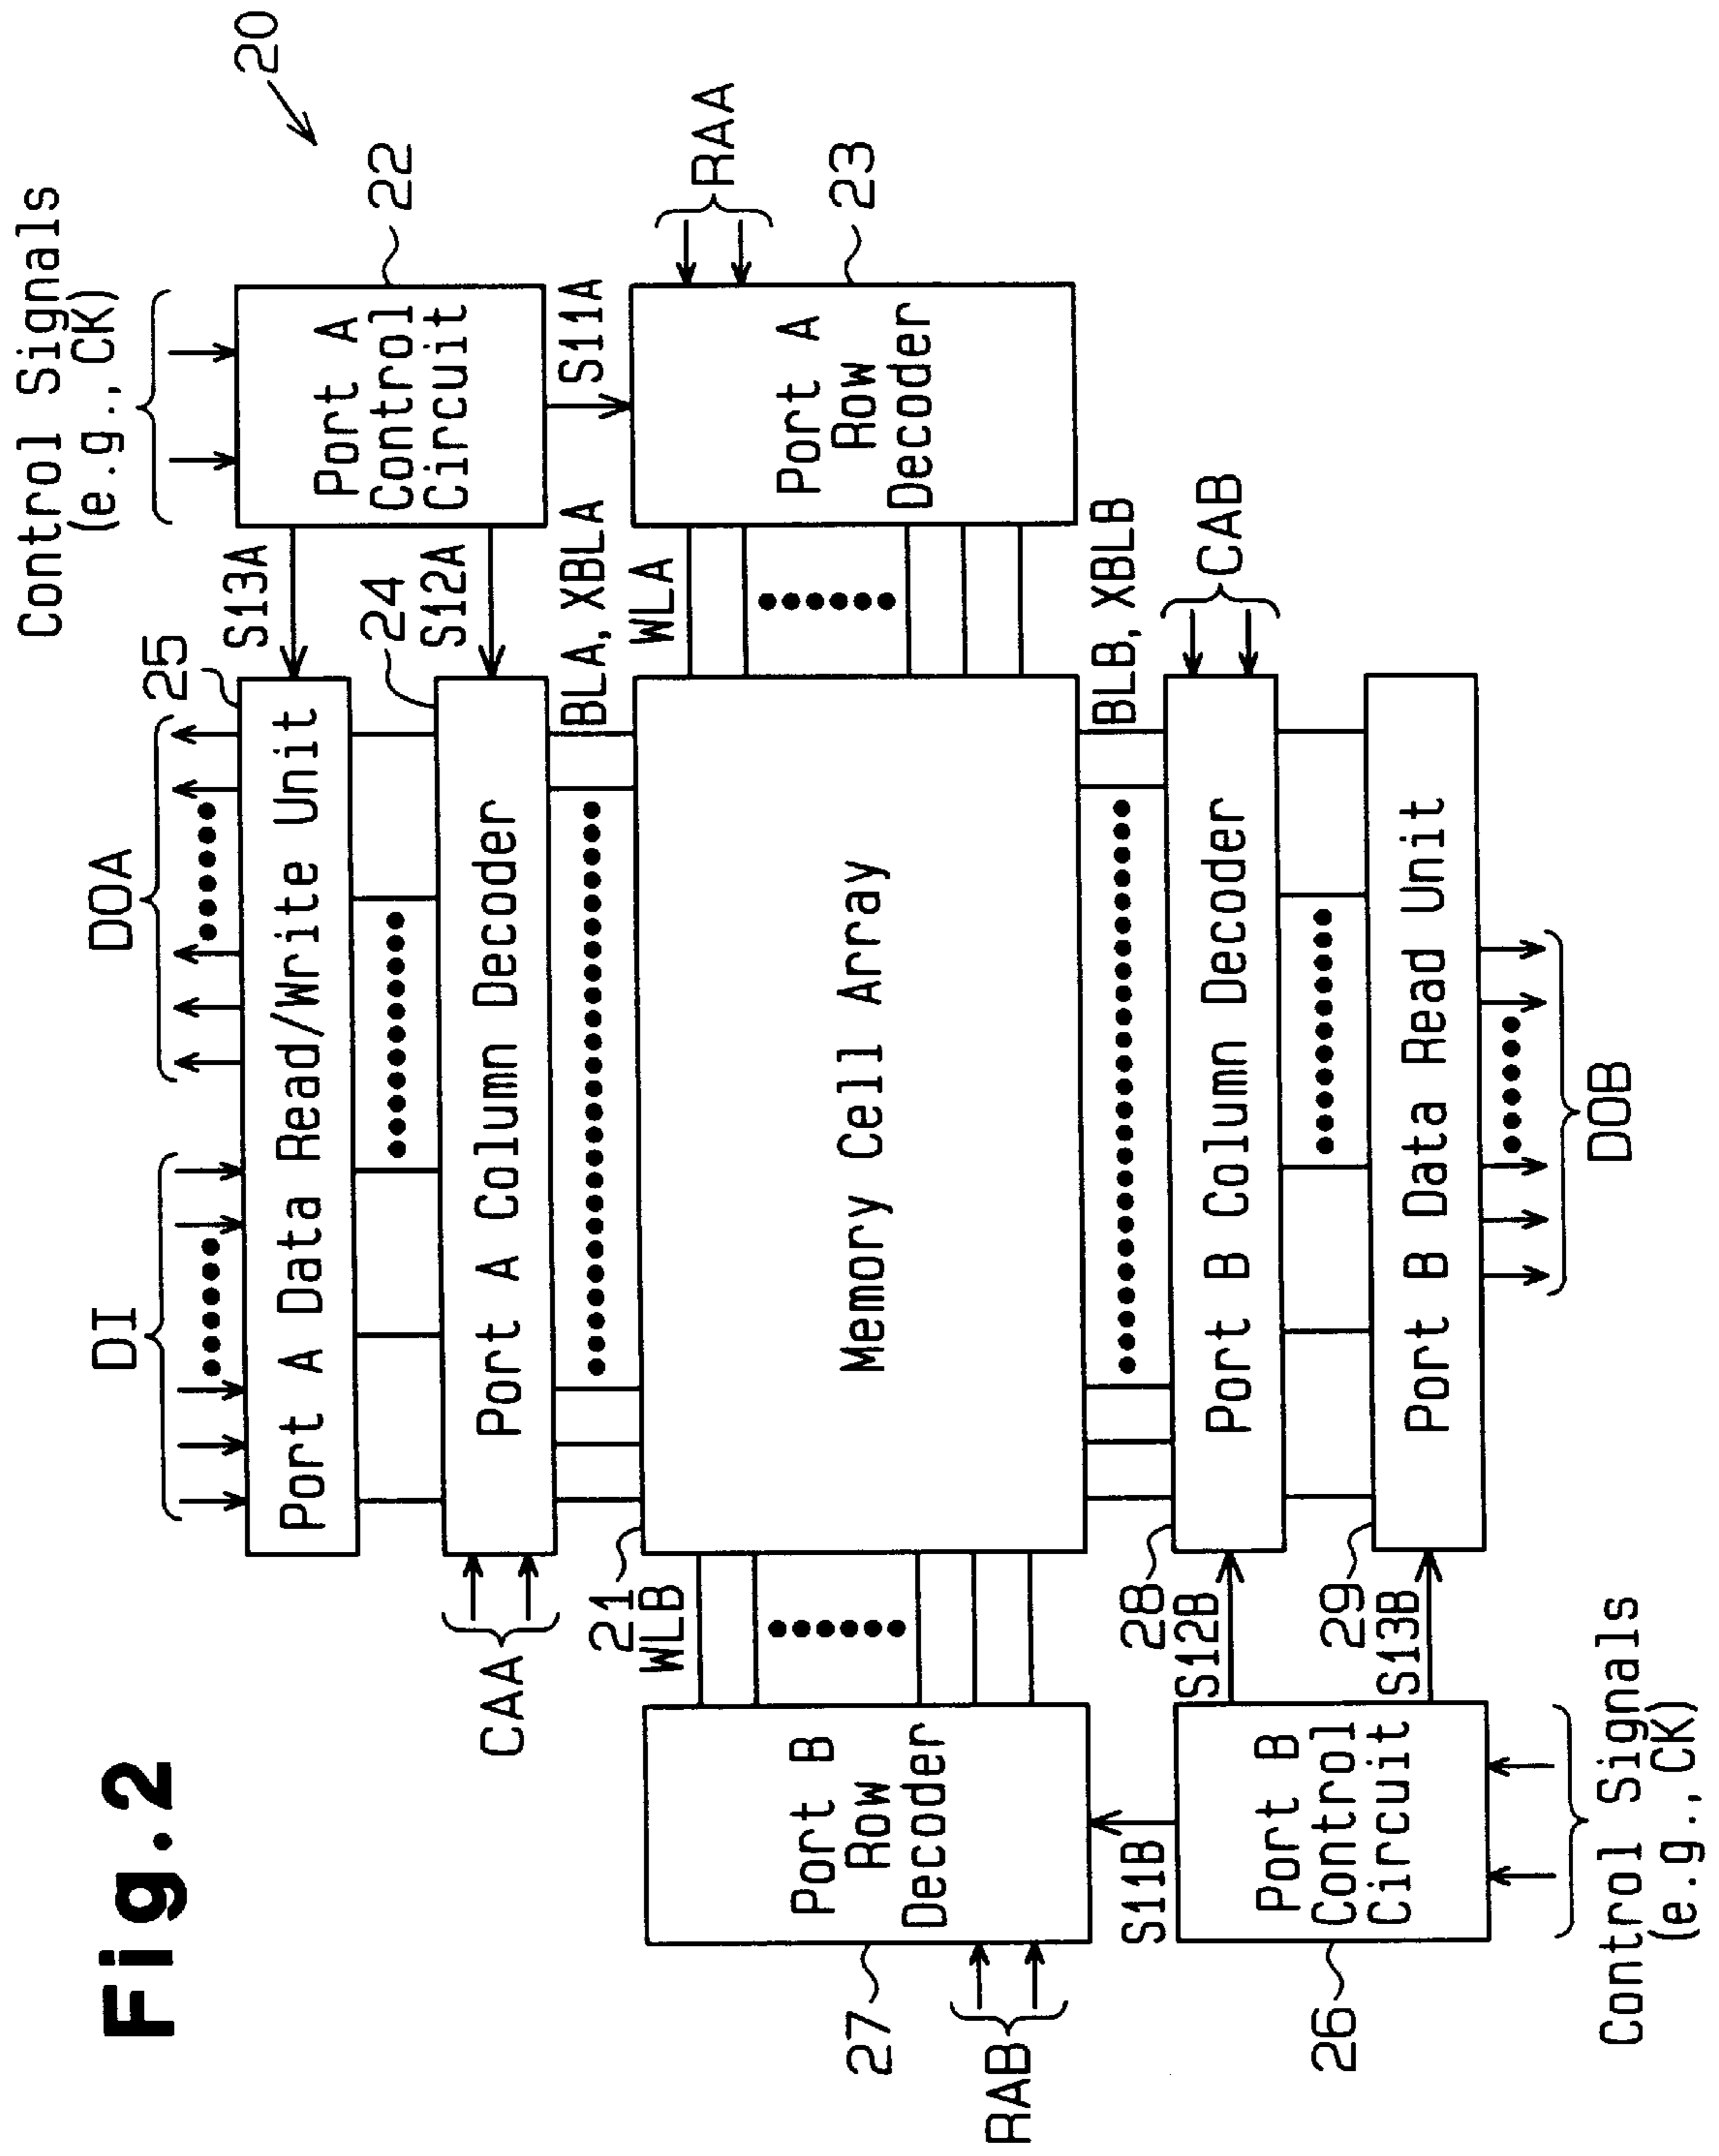 Fig.2
20
Control Signals
(e.g., CK)
DI
DOA
25
S13A
22
Port A
Control
Circuit
Port A Data Read/Write Unit
24
S12A
CAA
Port A Column Decoder
S11A
BLA, XBLA
RAA
21
WLB
WLA
23
Port B
Row
Decoder
Memory Cell Array
Port A
Row
Decoder
27
RAB
BLB, XBLB
S11B
28
S12B
Port B Column Decoder
CAB
26
Port B
Control
Circuit
29
S13B
Port B Data Read Unit
DOB
Control Signals
(e.g., CK)